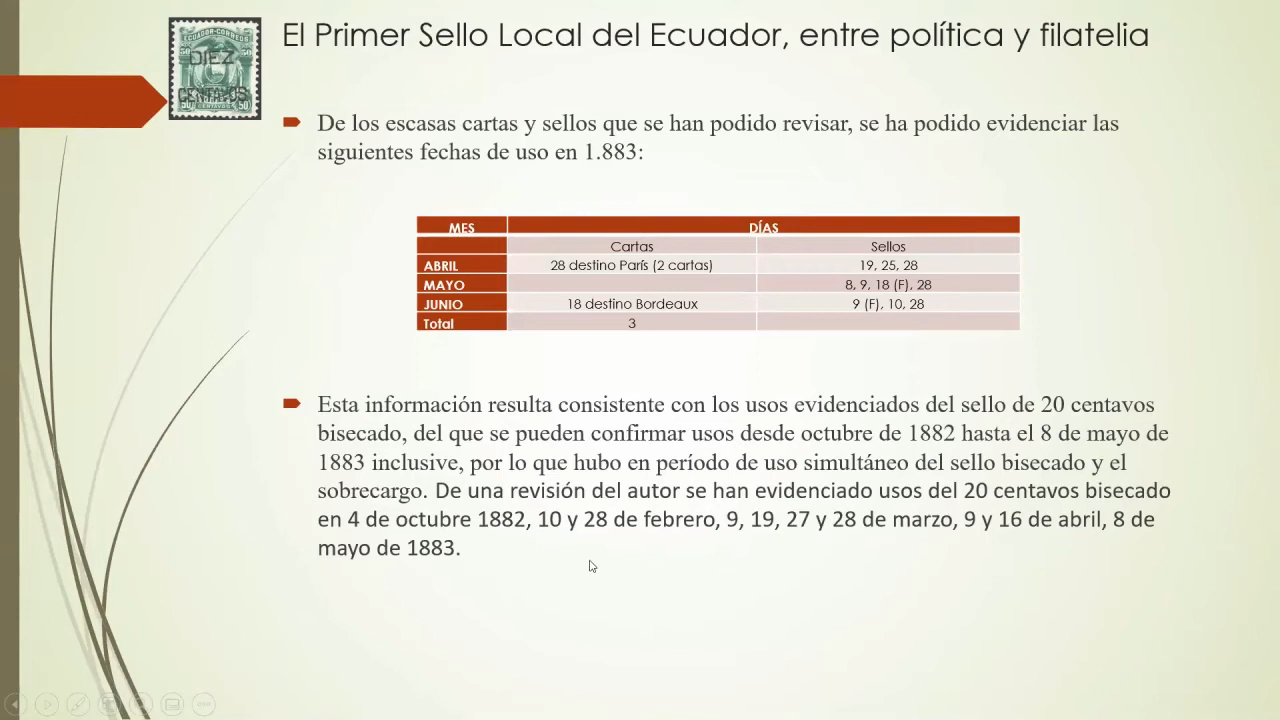 El Primer Sello Local del Ecuador, entre política y filatelia
ECUADOR-CORREOS
50 50
DIEZ
CENTAVOS
50 50
De los escasas cartas y sellos que se han podido revisar, se ha podido evidenciar las
siguientes fechas de uso en 1.883:
MES DÍAS
Cartas Sellos
ABRIL 28 destino París (2 cartas) 19, 25, 28
MAYO 8, 9, 18 (F), 28
JUNIO 18 destino Bordeaux 9 (F), 10, 28
Total 3
Esta información resulta consistente con los usos evidenciados del sello de 20 centavos
bisecado, del que se pueden confirmar usos desde octubre de 1882 hasta el 8 de mayo de
1883 inclusive, por lo que hubo en período de uso simultáneo del sello bisecado y el
sobrecargo. De una revisión del autor se han evidenciado usos del 20 centavos bisecado
en 4 de octubre 1882, 10 y 28 de febrero, 9, 19, 27 y 28 de marzo, 9 y 16 de abril, 8 de
mayo de 1883.